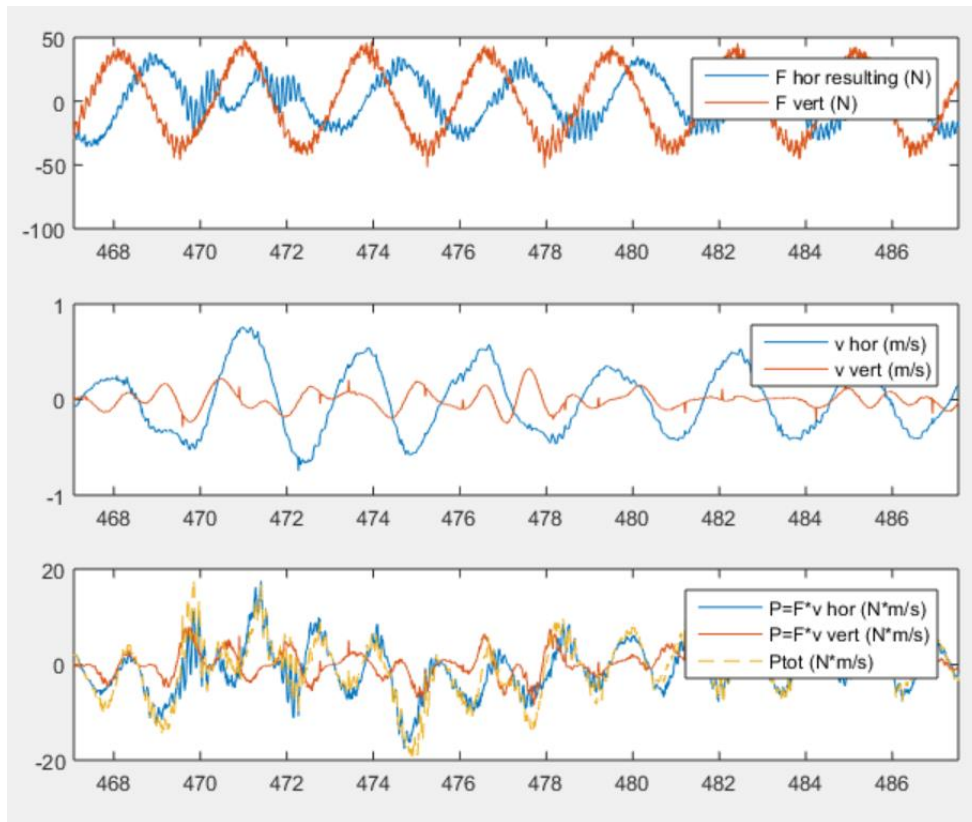 50
0
-50
-100
F hor resulting (N)
F vert (N)
468 470 472 474 476 478 480 482 484 486
1
0
-1
v hor (m/s)
v vert (m/s)
468 470 472 474 476 478 480 482 484 486
20
0
-20
P=F*v hor (N*m/s)
P=F*v vert (N*m/s)
Ptot (N*m/s)
468 470 472 474 476 478 480 482 484 486